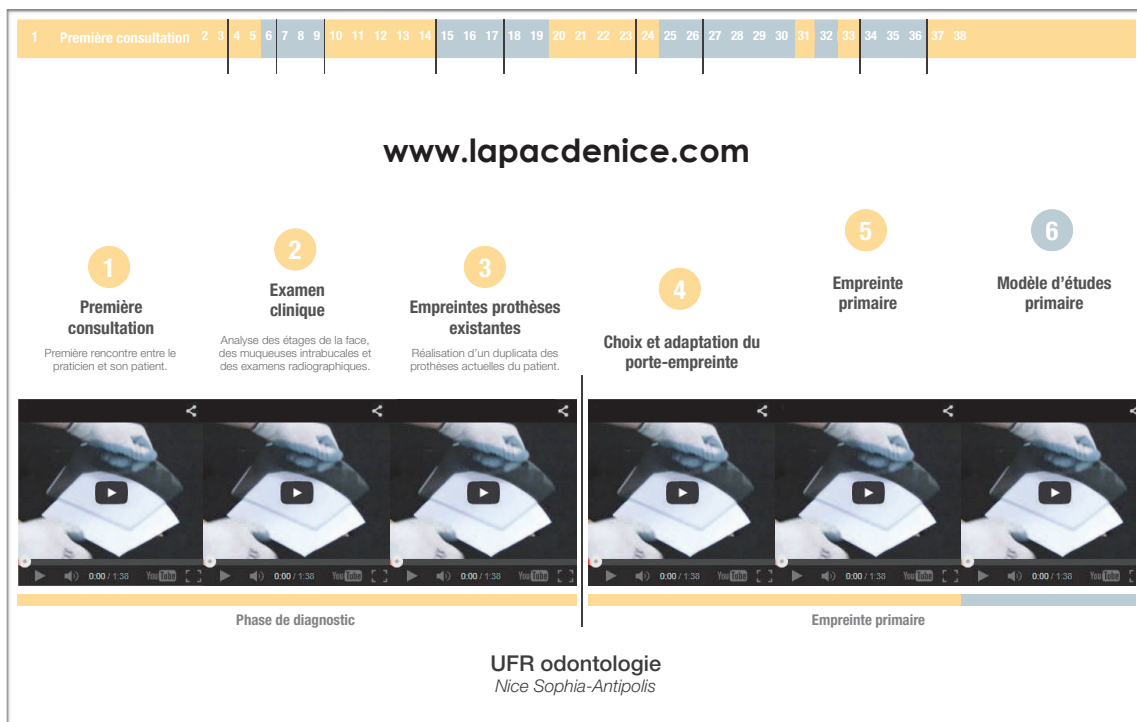 1 Première consultation 2 3 4 5 6 7 8 9 10 11 12 13 14 15 16 17 18 19 20 21 22 23 24 25 26 27 28 29 30 31 32 33 34 35 36 37 38
www.lapacdenice.com
1
Première
consultation
Première rencontre entre le
praticien et son patient.
2
Examen
clinique
Analyse des étages de la face,
des muqueuses intrabucales et
des examens radiographiques.
3
Empreintes prothèses
existantes
Réalisation d'un duplicata des
prothèses actuelles du patient.
4
Choix et adaptation du
porte-empreinte
5
Empreinte
primaire
6
Modèle d'études
primaire
0:00 / 1:38 YouTube
0:00 / 1:38 YouTube
0:00 / 1:38 YouTube
0:00 / 1:38 YouTube
0:00 / 1:38 YouTube
0:00 / 1:38 YouTube
Phase de diagnostic
Empreinte primaire
UFR odontologie
Nice Sophia-Antipolis